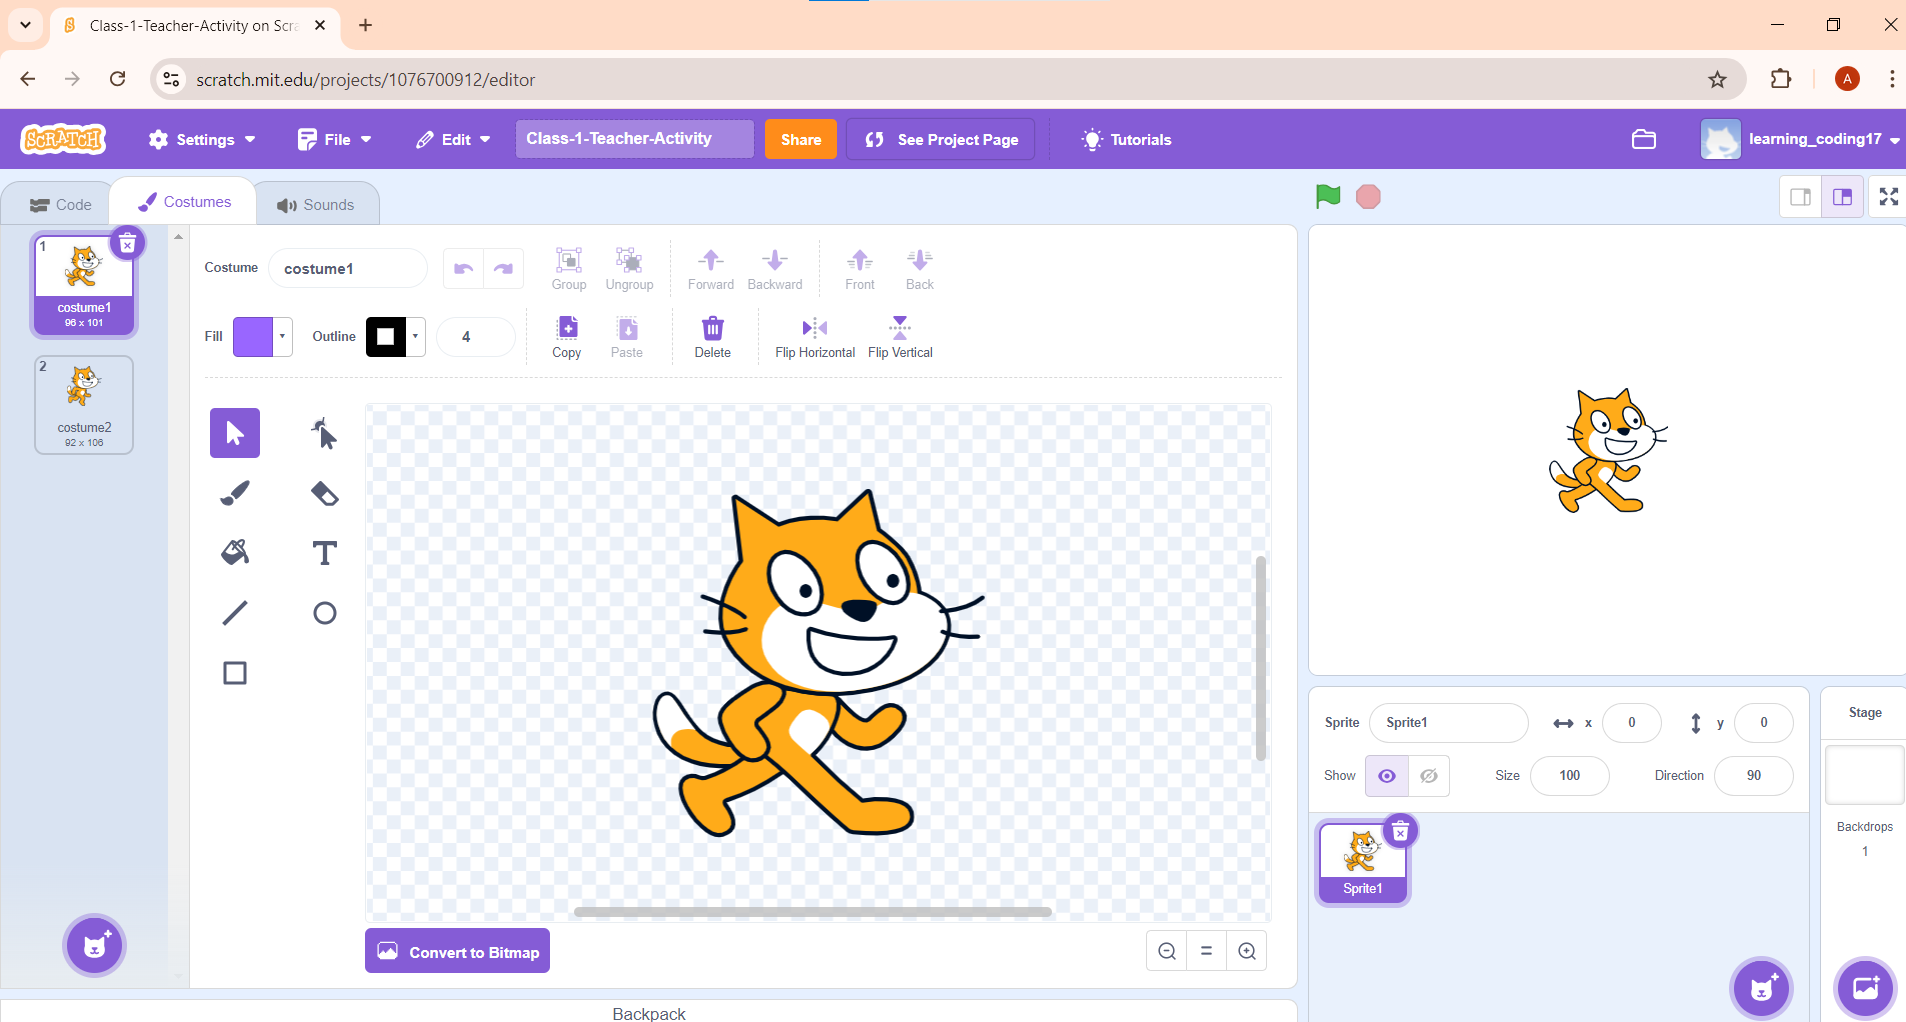 Class-1-Teacher-Activity on Scra
scratch.mit.edu/projects/1076700912/editor
A
SCRATCH
Settings
File
Edit
Class-1-Teacher-Activity
Share
See Project Page
Tutorials
learning_coding17
Code
Costumes
Sounds
1
costume1
96 x 101
2
costume2
92 x 106
Costume
costume1
Group
Ungroup
Forward
Backward
Front
Back
Fill
Outline
4
Copy
Paste
Delete
Flip Horizontal
Flip Vertical
T
Convert to Bitmap
Backpack
Sprite
Sprite1
x
0
y
0
Show
Size
100
Direction
90
Sprite1
Stage
Backdrops
1